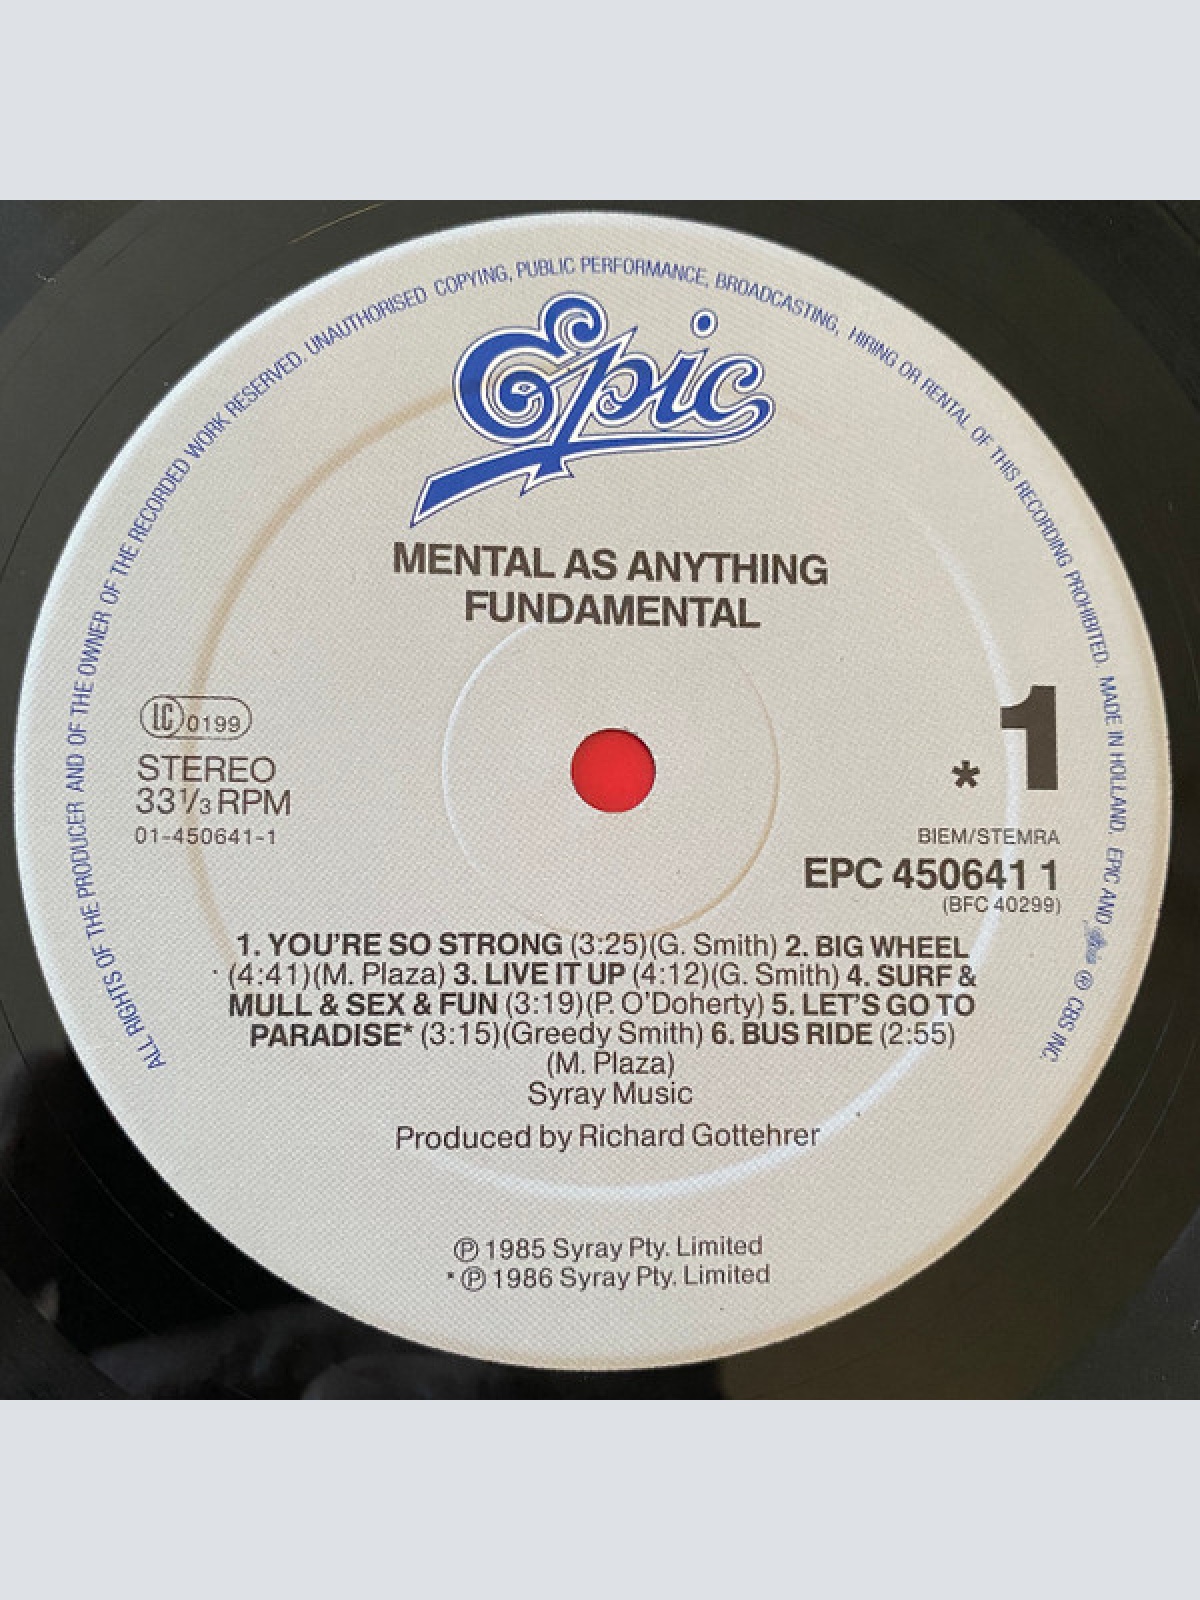 ALL RIGHTS OF THE PRODUCER AND OF THE OWNER OF THE RECORDED WORK RESERVED. UNAUTHORISED COPYING, PUBLIC PERFORMANCE, BROADCASTING, HIRING OR RENTAL OF THIS RECORDING PROHIBITED. MADE IN HOLLAND. EPIC AND Epic ® CBS INC.
Epic
MENTAL AS ANYTHING
FUNDAMENTAL
LC 0199
STEREO
33 1/3 RPM
01-450641-1
* 1
BIEM/STEMRA
EPC 450641 1
(BFC 40299)
1. YOU'RE SO STRONG (3:25)(G. Smith) 2. BIG WHEEL
(4:41)(M. Plaza) 3. LIVE IT UP (4:12)(G. Smith) 4. SURF &
MULL & SEX & FUN (3:19)(P. O'Doherty) 5. LET'S GO TO
PARADISE* (3:15)(Greedy Smith) 6. BUS RIDE (2:55)
(M. Plaza)
Syray Music
Produced by Richard Gottehrer
℗ 1985 Syray Pty. Limited
* ℗ 1986 Syray Pty. Limited